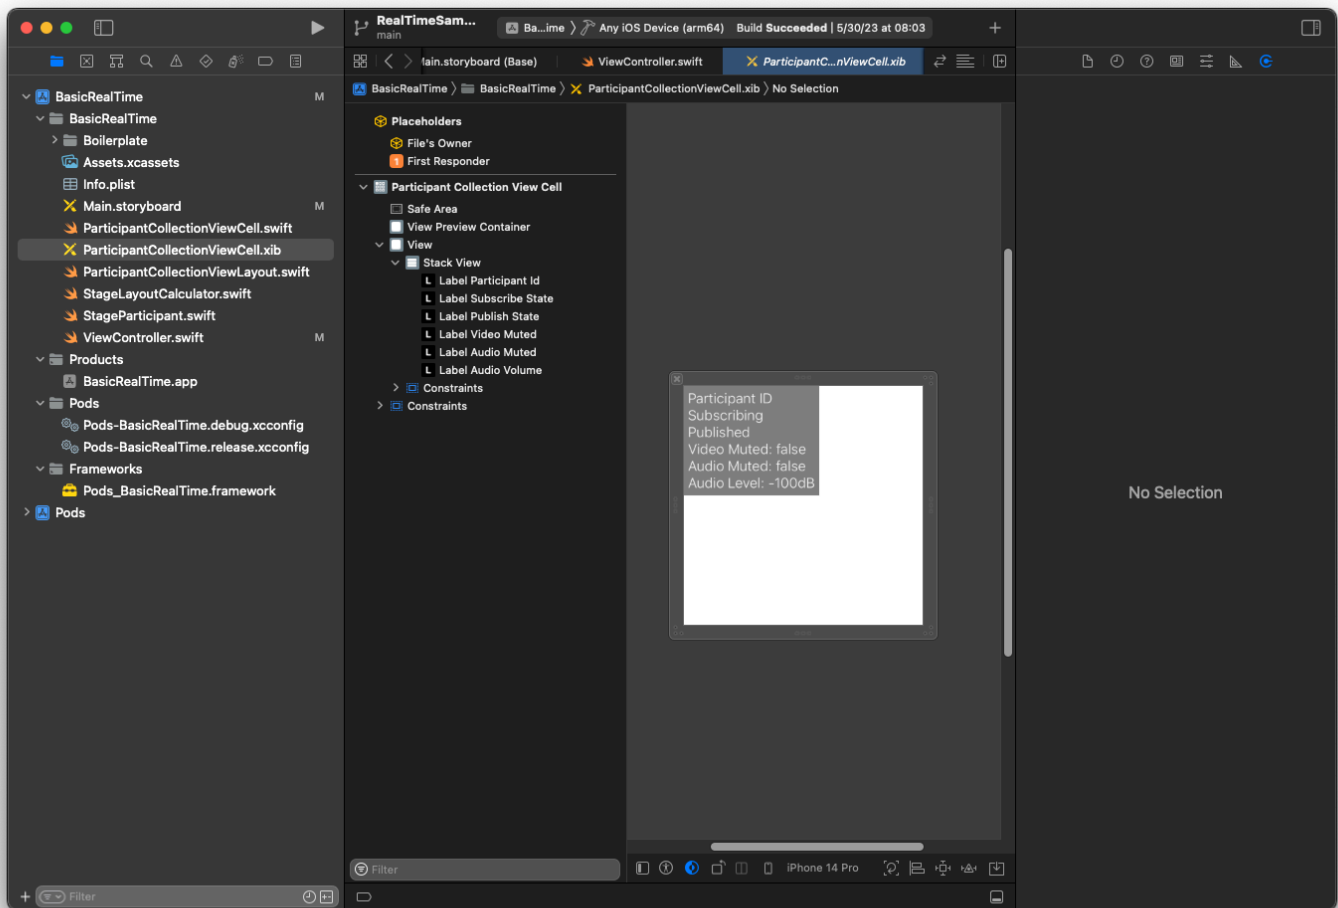 RealTimeSam...
main
Ba...ime
Any iOS Device (arm64)
Build Succeeded | 5/30/23 at 08:03
Main.storyboard (Base)
ViewController.swift
ParticipantC...nViewCell.xib
BasicRealTime
BasicRealTime
ParticipantCollectionViewCell.xib
No Selection
BasicRealTime M
BasicRealTime
Boilerplate
Assets.xcassets
Info.plist
Main.storyboard M
ParticipantCollectionViewCell.swift
ParticipantCollectionViewCell.xib
ParticipantCollectionViewLayout.swift
StageLayoutCalculator.swift
StageParticipant.swift
ViewController.swift M
Products
BasicRealTime.app
Pods
Pods-BasicRealTime.debug.xcconfig
Pods-BasicRealTime.release.xcconfig
Frameworks
Pods_BasicRealTime.framework
Pods
Filter
Placeholders
File's Owner
1 First Responder
Participant Collection View Cell
Safe Area
View Preview Container
View
Stack View
L Label Participant Id
L Label Subscribe State
L Label Publish State
L Label Video Muted
L Label Audio Muted
L Label Audio Volume
Constraints
Constraints
Filter
Participant ID
Subscribing
Published
Video Muted: false
Audio Muted: false
Audio Level: -100dB
iPhone 14 Pro
No Selection